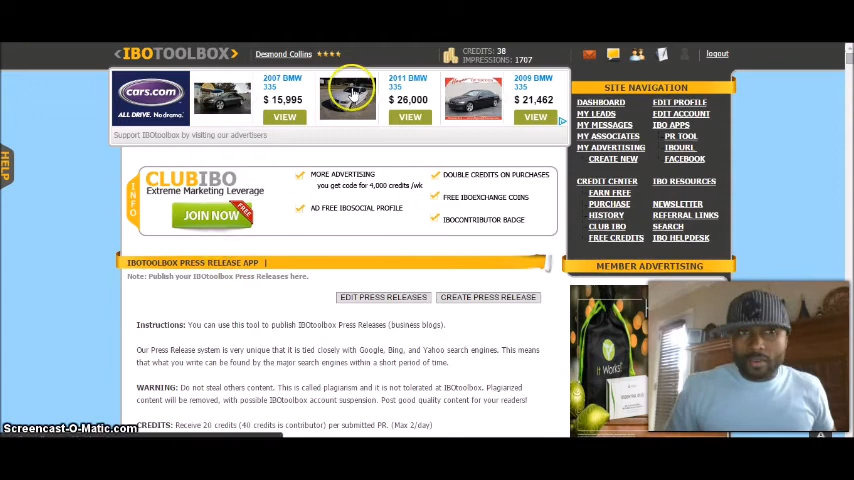 <IBOTOOLBOX>
Desmond Collins
CREDITS: 38
IMPRESSIONS: 1707
logout
cars.com
ALL DRIVE. No drama.
2007 BMW
335
$ 15,995
VIEW
2011 BMW
335
$ 26,000
VIEW
2009 BMW
335
$ 21,462
VIEW
Support IBOtoolbox by visiting our advertisers
HELP
INFO
CLUBIBO
Extreme Marketing Leverage
JOIN NOW
FREE
MORE ADVERTISING
you get code for 4,000 credits /wk
AD FREE IBOSOCIAL PROFILE
DOUBLE CREDITS ON PURCHASES
FREE IBOEXCHANGE COINS
IBOCONTRIBUTOR BADGE
IBOTOOLBOX PRESS RELEASE APP |
Note: Publish your IBOtoolbox Press Releases here.
EDIT PRESS RELEASES
CREATE PRESS RELEASE
Instructions: You can use this tool to publish IBOtoolbox Press Releases (business blogs).
Our Press Release system is very unique that it is tied closely with Google, Bing, and Yahoo search engines. This means
that what you write can be found by the major search engines within a short period of time.
WARNING: Do not steal others content. This is called plagiarism and it is not tolerated at IBOtoolbox. Plagiarized
content will be removed, with possible IBOtoolbox account suspension. Post good quality content for your readers!
CREDITS: Receive 20 credits (40 credits is contributor) per submitted PR. (Max 2/day)
SITE NAVIGATION
DASHBOARD
MY LEADS
MY MESSAGES
MY ASSOCIATES
MY ADVERTISING
CREATE NEW
EDIT PROFILE
EDIT ACCOUNT
IBO APPS
PR TOOL
IBOURL
FACEBOOK
CREDIT CENTER
EARN FREE
PURCHASE
HISTORY
CLUB IBO
FREE CREDITS
IBO RESOURCES
NEWSLETTER
REFERRAL LINKS
SEARCH
IBO HELPDESK
MEMBER ADVERTISING
It Works!
Screencast-O-Matic.com